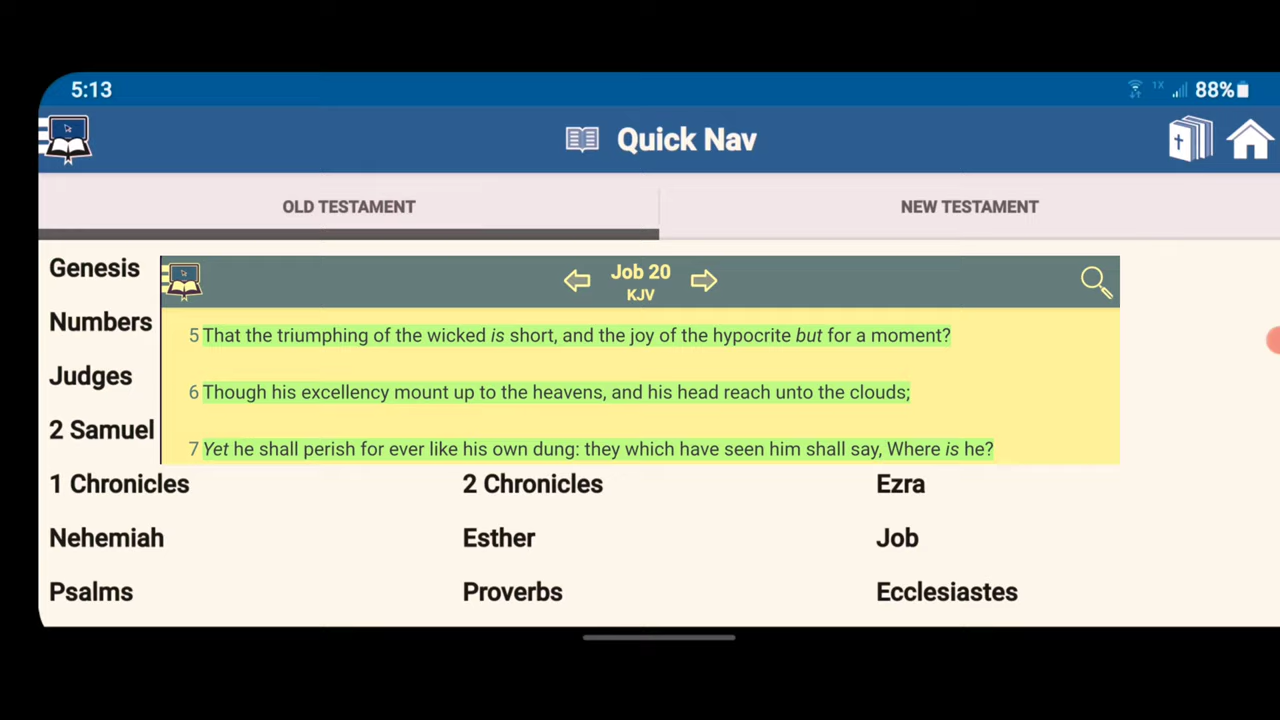 5:13
1X
88%
Quick Nav
OLD TESTAMENT
NEW TESTAMENT
Genesis
Numbers
Judges
2 Samuel
Job 20
KJV
5 That the triumphing of the wicked is short, and the joy of the hypocrite but for a moment?
6 Though his excellency mount up to the heavens, and his head reach unto the clouds;
7 Yet he shall perish for ever like his own dung: they which have seen him shall say, Where is he?
1 Chronicles 2 Chronicles Ezra
Nehemiah Esther Job
Psalms Proverbs Ecclesiastes